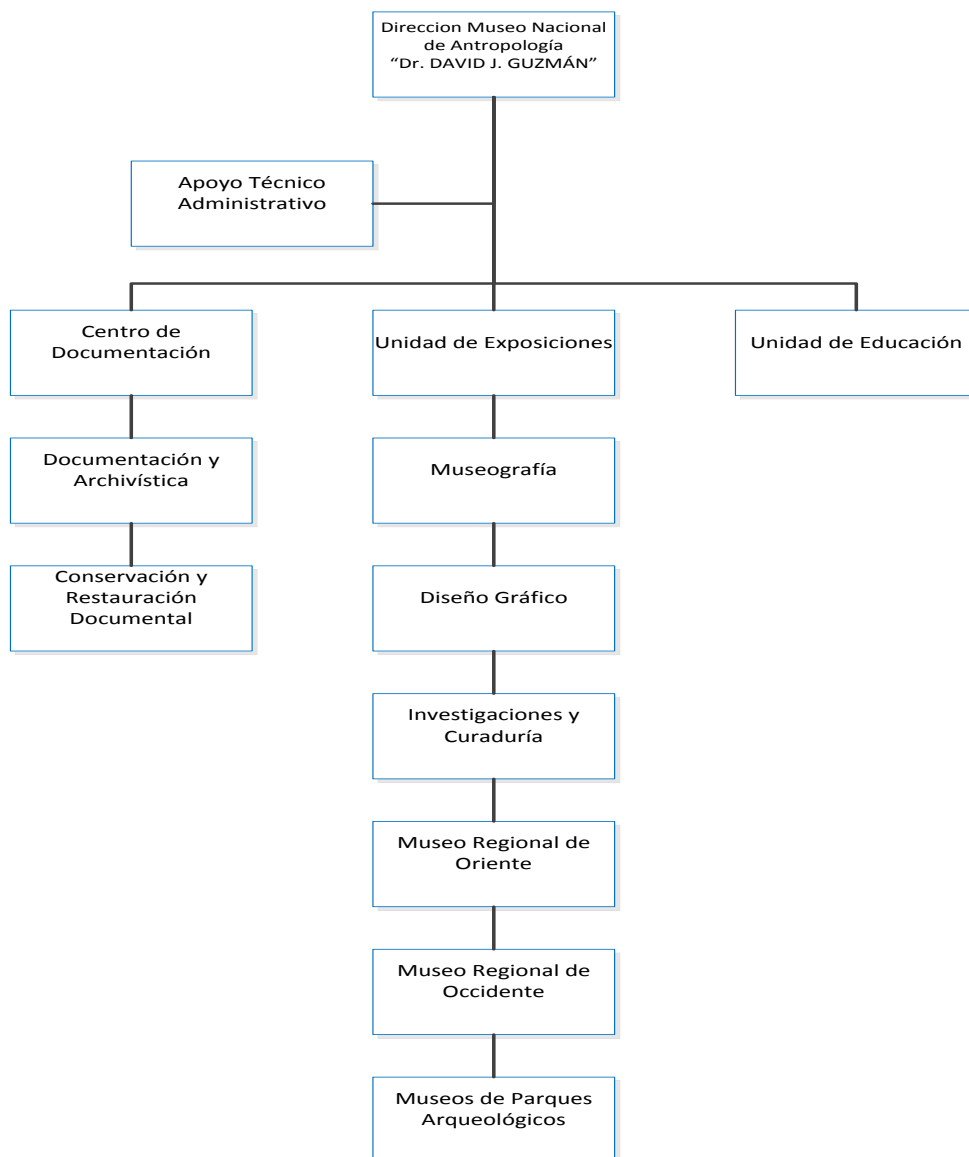 Direccion Museo Nacional
de Antropología
“Dr. DAVID J. GUZMÁN”
Apoyo Técnico
Administrativo
Centro de
Documentación
Unidad de Exposiciones
Unidad de Educación
Documentación y
Archivística
Museografía
Conservación y
Restauración
Documental
Diseño Gráfico
Investigaciones y
Curaduría
Museo Regional de
Oriente
Museo Regional de
Occidente
Museos de Parques
Arqueológicos